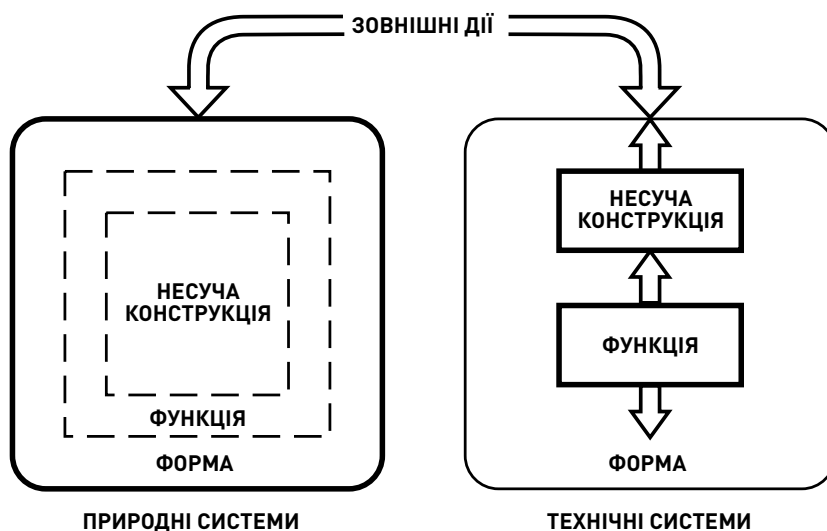 ЗОВНІШНІ ДІЇ
НЕСУЧА
КОНСТРУКЦІЯ
ФУНКЦІЯ
ФОРМА
ПРИРОДНІ СИСТЕМИ
НЕСУЧА
КОНСТРУКЦІЯ
ФУНКЦІЯ
ФОРМА
ТЕХНІЧНІ СИСТЕМИ